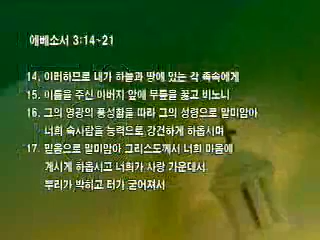 에베소서 3:14~21
14. 이러하므로 내가 하늘과 땅에 있는 각 족속에게
15. 이름을 주신 아버지 앞에 무릎을 꿇고 비노니
16. 그의 영광의 풍성함을 따라 그의 성령으로 말미암아
너희 속사람을 능력으로 강건하게 하옵시며
17. 믿음으로 말미암아 그리스도께서 너희 마음에
계시게 하옵시고 너희가 사랑 가운데서
뿌리가 박히고 터가 굳어져서